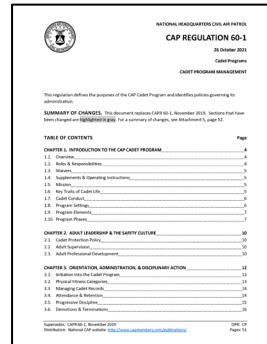 NATIONAL HEADQUARTERS CIVIL AIR PATROL
CAP REGULATION 60-1
26 October 2021
Cadet Programs
CADET PROGRAM MANAGEMENT
This regulation defines the purposes of the CAP Cadet Program and identifies policies governing its
administration.
SUMMARY OF CHANGES. This document replaces CAPR 60-1, November 2019. Sections that have
been changed are highlighted in gray. For a summary of changes, see Attachment 5, page 52.
TABLE OF CONTENTS Page
CHAPTER 1. INTRODUCTION TO THE CAP CADET PROGRAM 4
1.1. Overview 4
1.2. Roles & Responsibilities 4
1.3. Waivers 5
1.4. Supplements & Operating Instructions 5
1.5. Mission 5
1.6. Key Traits of Cadet Life 5
1.7. Cadet Conduct 6
1.8. Program Settings 6
1.9. Program Elements 7
1.10. Program Phases 7
CHAPTER 2. ADULT LEADERSHIP & THE SAFETY CULTURE 10
2.1. Cadet Protection Policy 10
2.2. Adult Supervision 10
2.3. Adult Professional Development 10
CHAPTER 3. ORIENTATION, ADMINISTRATION, & DISCIPLINARY ACTION 12
3.1. Initiation into the Cadet Program 12
3.2. Physical Fitness Categories 13
3.3. Managing Cadet Records 14
3.4. Attendance & Retention 14
3.5. Progressive Discipline 15
3.6. Demotions & Terminations 16
Supersedes: CAPR 60-1, November 2019 OPR: CP
Distribution: National CAP website: http://www.capmembers.com/publications/ Pages: 51